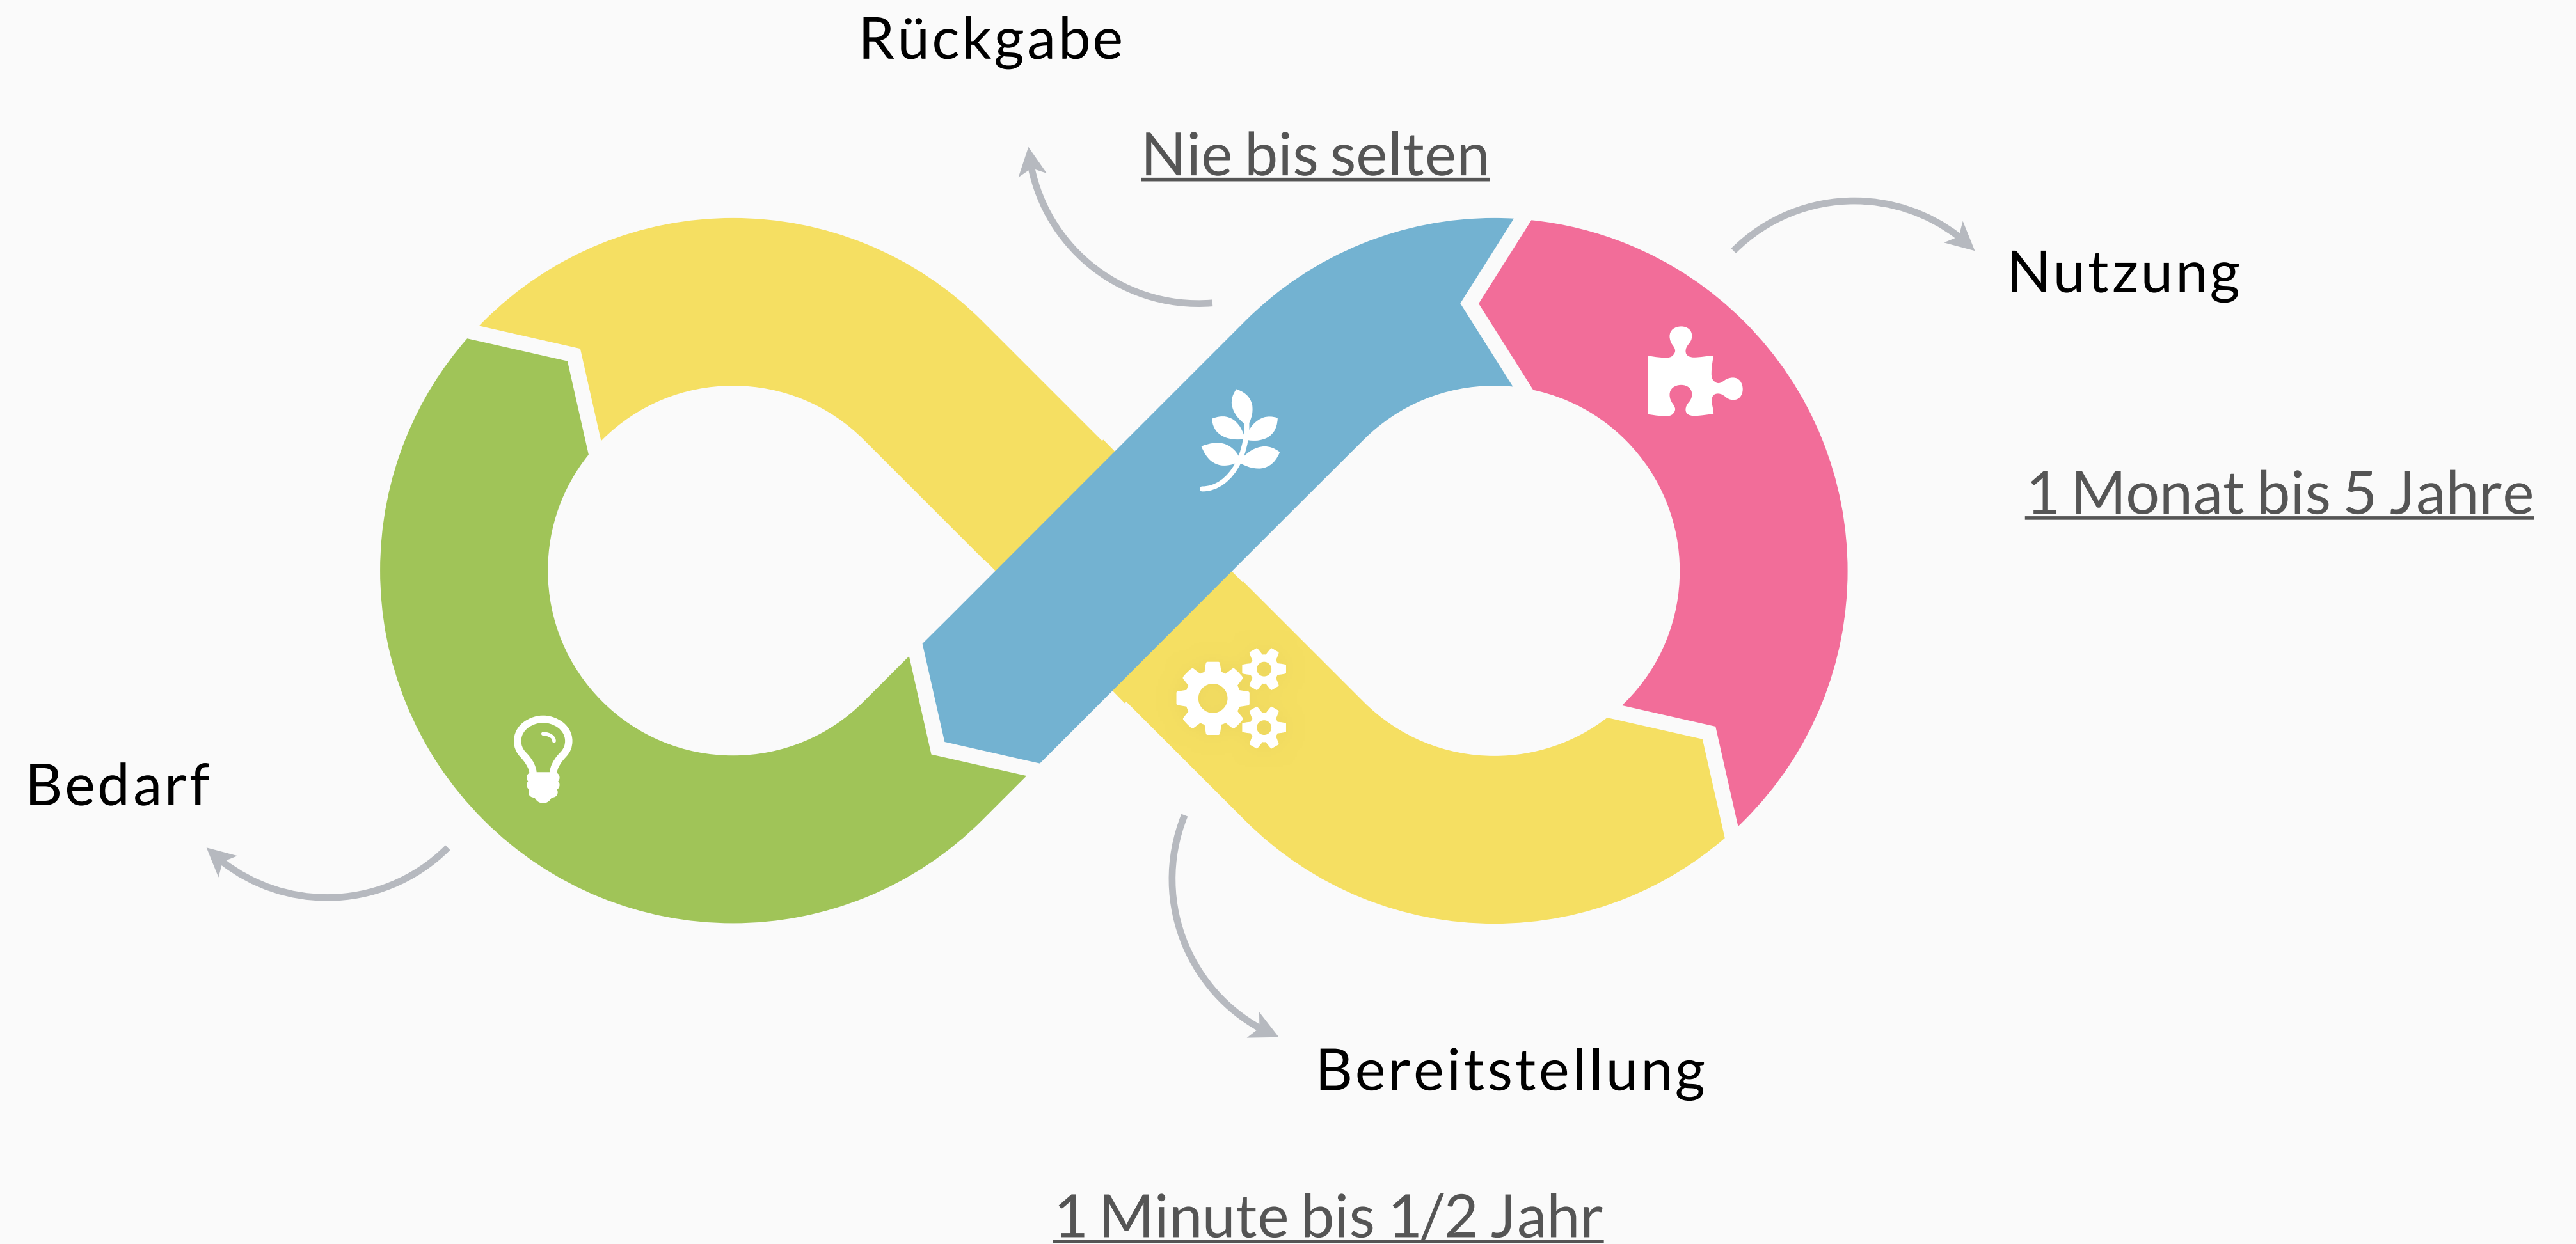 Rückgabe
Nie bis selten
Nutzung
1 Monat bis 5 Jahre
Bedarf
Bereitstellung
1 Minute bis 1/2 Jahr